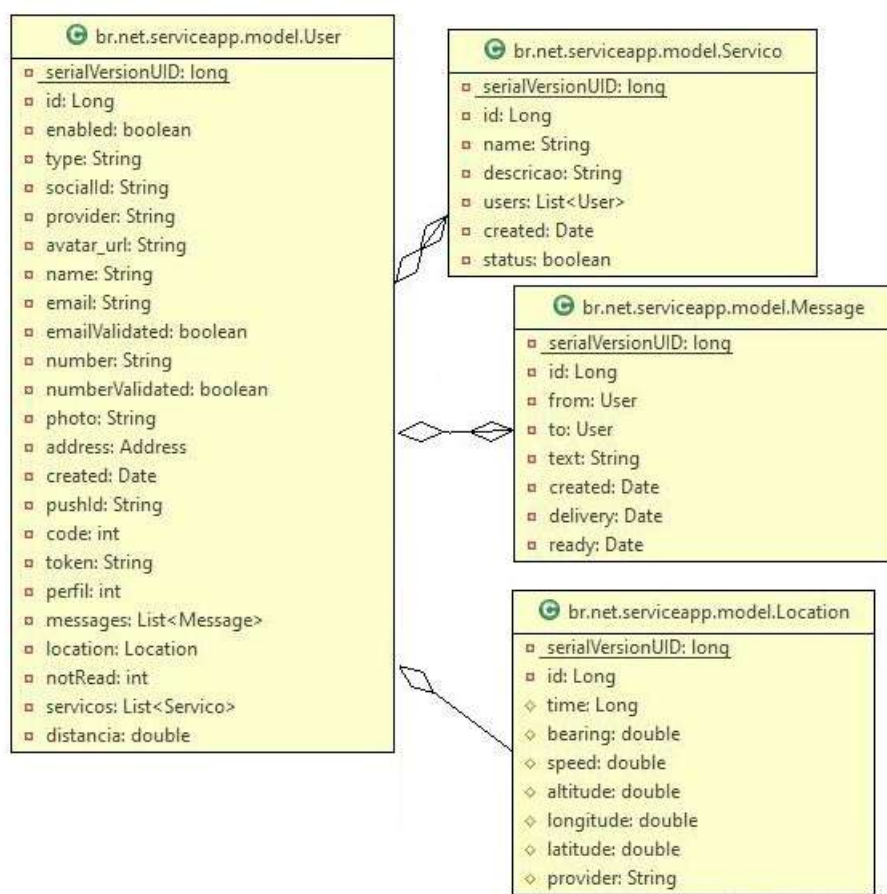 br.net.serviceapp.model.User
serialVersionUID: long
id: Long
enabled: boolean
type: String
socialId: String
provider: String
avatar_url: String
name: String
email: String
emailValidated: boolean
number: String
numberValidated: boolean
photo: String
address: Address
created: Date
pushId: String
code: int
token: String
perfil: int
messages: List<Message>
location: Location
notRead: int
servicos: List<Servico>
distancia: double
br.net.serviceapp.model.Servico
serialVersionUID: long
id: Long
name: String
descricao: String
users: List<User>
created: Date
status: boolean
br.net.serviceapp.model.Message
serialVersionUID: long
id: Long
from: User
to: User
text: String
created: Date
delivery: Date
ready: Date
br.net.serviceapp.model.Location
serialVersionUID: long
id: Long
time: Long
bearing: double
speed: double
altitude: double
longitude: double
latitude: double
provider: String